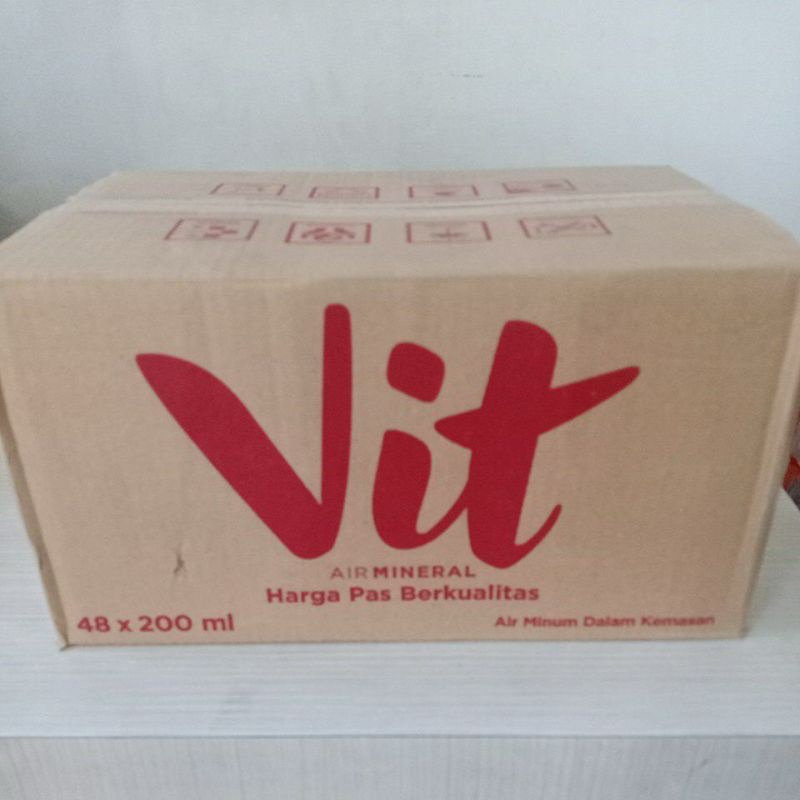 Vit
AIR MINERAL
Harga Pas Berkualitas
48 x 200 ml
Air Minum Dalam Kemasan